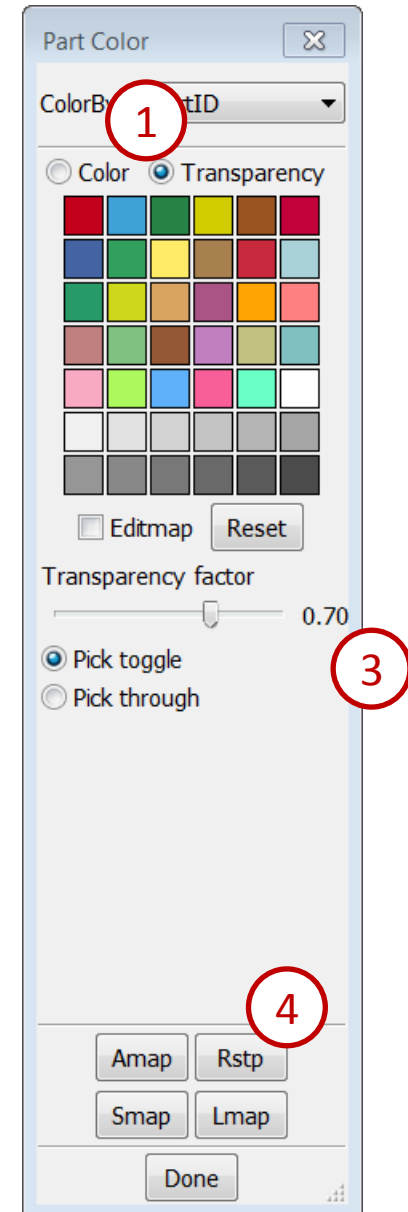 Part Color
ColorBy tID
1
Color Transparency
Editmap Reset
Transparency factor
0.70
Pick toggle
3
Pick through
4
Amap Rstp
Smap Lmap
Done